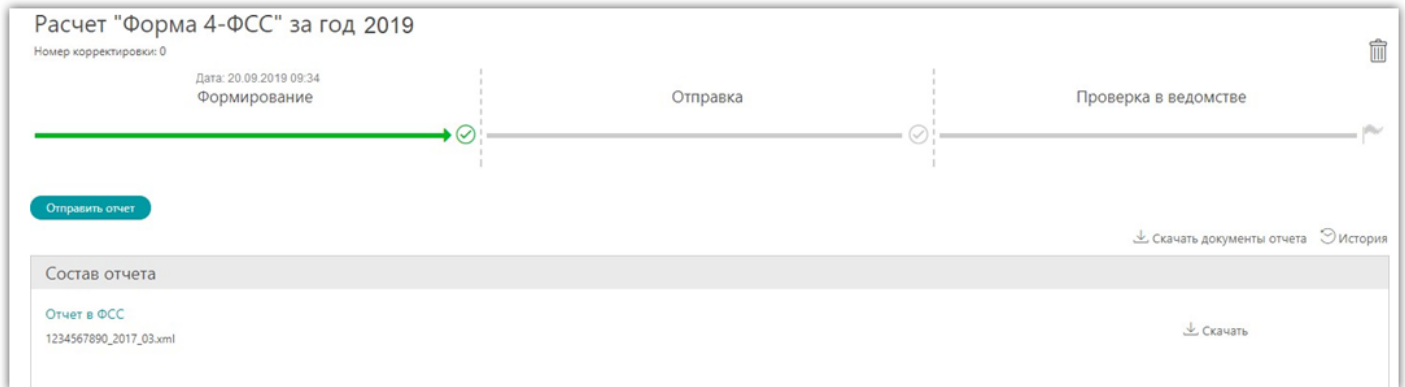 Расчет "Форма 4-ФСС" за год 2019
Номер корректировки: 0
Дата: 20.09.2019 09:34
Формирование
Отправка
Проверка в ведомстве
Отправить отчет
Скачать документы отчета История
Состав отчета
Отчет в ФСС
1234567890_2017_03.xml
Скачать